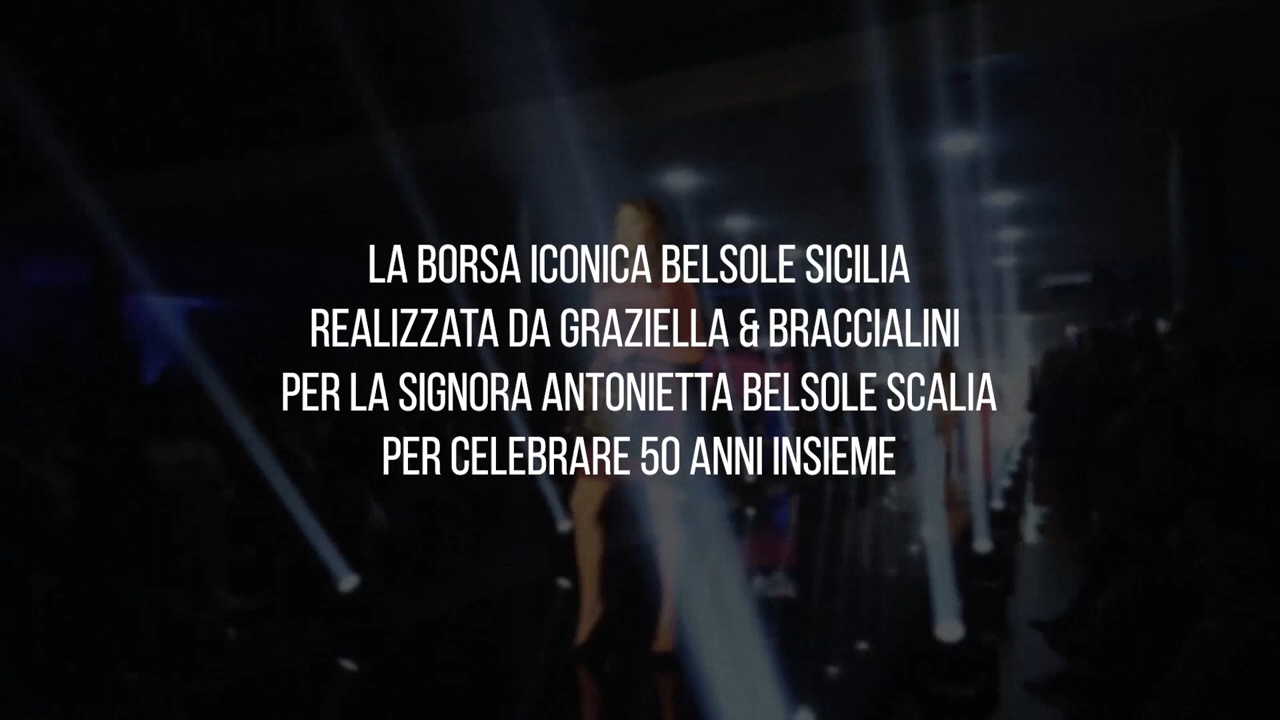 LA BORSA ICONICA BELSOLE SICILIA
REALIZZATA DA GRAZIELLA & BRACCIALINI
PER LA SIGNORA ANTONIETTA BELSOLE SCALIA
PER CELEBRARE 50 ANNI INSIEME